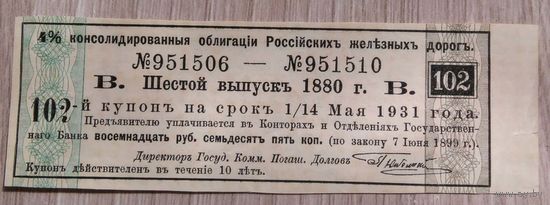 4% консолидированныя облигаціи Россійскихъ желѣзныхъ дорогъ.
№951506 — №951510
В. Шестой выпускъ 1880 г. В. 102
102-й купонъ на срокъ 1/14 Мая 1931 года.
Предъявителю уплачивается въ Конторахъ и Отдѣленіяхъ Государствен-
наго Банка восемнадцать руб. семьдесятъ пять коп. (по закону 7 Іюня 1899 г.).
Директоръ Госуд. Комм. Погаш. Долговъ
Купонъ дѣйствителенъ въ теченіе 10 лѣтъ.